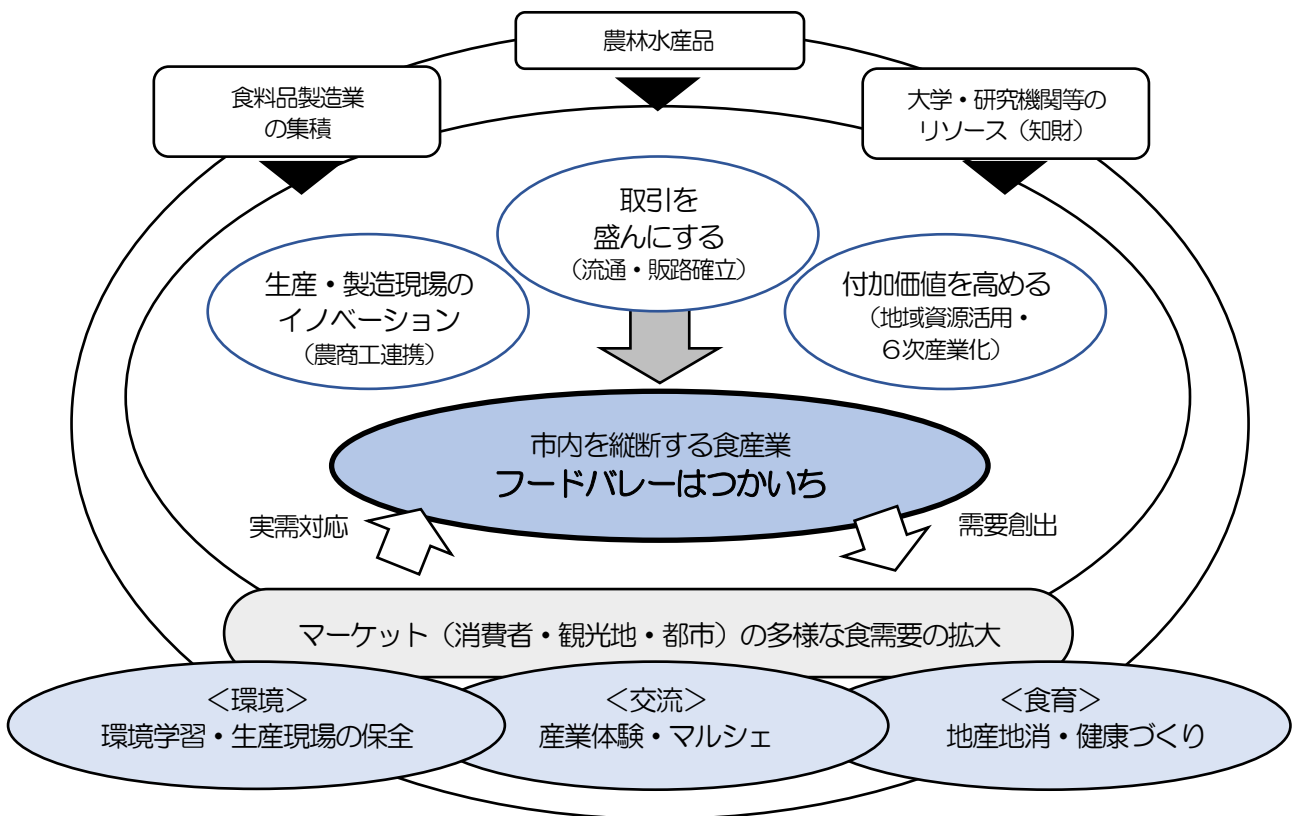 農林水産品
食料品製造業
の集積
大学・研究機関等の
リソース（知財）
取引を
盛んにする
（流通・販路確立）
生産・製造現場の
イノベーション
（農商工連携）
付加価値を高める
（地域資源活用・
６次産業化）
市内を縦断する食産業
フードバレーはつかいち
実需対応
需要創出
マーケット（消費者・観光地・都市）の多様な食需要の拡大
＜環境＞
環境学習・生産現場の保全
＜交流＞
産業体験・マルシェ
＜食育＞
地産地消・健康づくり